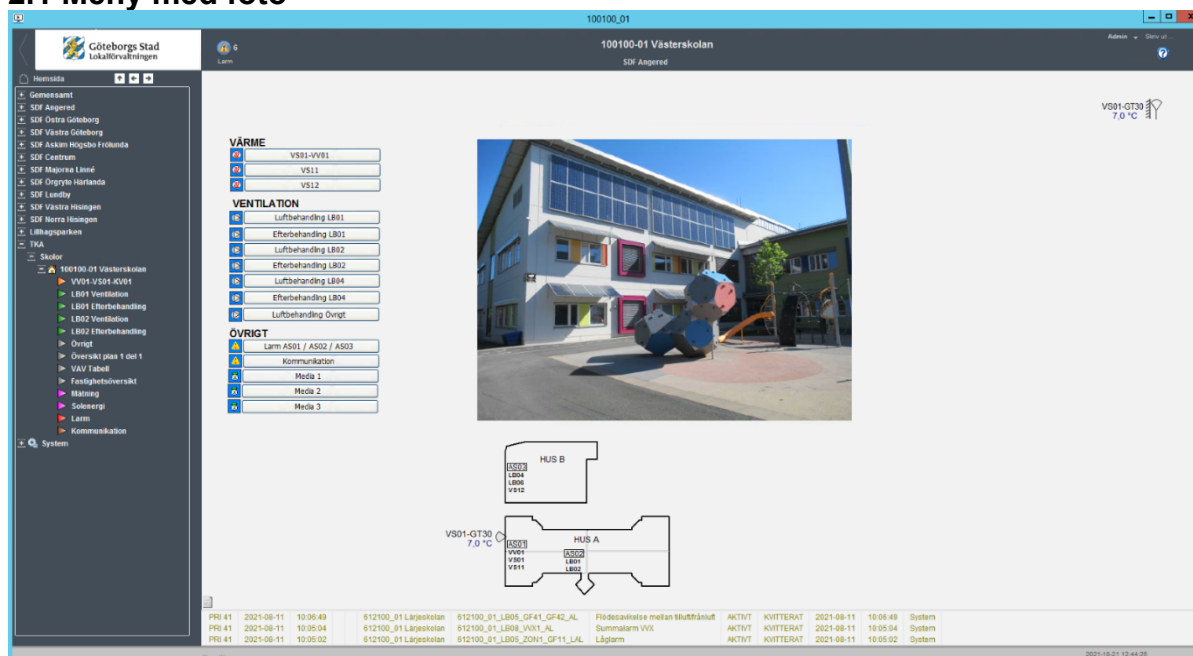 2.1 Meny med foto
100100_01
Göteborgs Stad
Lokalförvaltningen
6
Larm
100100-01 Västerskolan
SDF Angered
Admin
Hemsida
Gemensamt
SDF Angered
SDF Östra Göteborg
SDF Västra Göteborg
SDF Askim Högsbo Frölunda
SDF Centrum
SDF Majorna Linné
SDF Örgryte Härlanda
SDF Lundby
SDF Västra Hisingen
SDF Norra Hisingen
Lillhagsparken
TKA
Skolor
100100-01 Västerskolan
VV01-VS01-KV01
LB01 Ventilation
LB01 Efterbehandling
LB02 Ventilation
LB02 Efterbehandling
Övrigt
Översikt plan 1 del 1
VAV Tabell
Fastighetsöversikt
Mätning
Solenergi
Larm
Kommunikation
System
VS01-GT30
7,0 °C
VÄRME
VS01-VV01
VS11
VS12
VENTILATION
Luftbehandling LB01
Efterbehandling LB01
Luftbehandling LB02
Efterbehandling LB02
Luftbehandling LB04
Efterbehandling LB04
Luftbehandling Övrigt
ÖVRIGT
Larm AS01 / AS02 / AS03
Kommunikation
Media 1
Media 2
Media 3
HUS B
AS03
LB04
LB06
VS12
VS01-GT30
7,0 °C
HUS A
AS01
VV01
VS01
VS11
AS02
LB01
LB02
PRI 41 2021-08-11 10:06:49 612100_01 Lärjeskolan 612100_01_LB05_GF41_GF42_AL Flödesavikelse mellan tilluft/frånluft AKTIVT KVITTERAT 2021-08-11 10:06:49 System
PRI 41 2021-08-11 10:05:04 612100_01 Lärjeskolan 612100_01_LB08_VVX1_AL Summalarm VVX AKTIVT KVITTERAT 2021-08-11 10:05:04 System
PRI 41 2021-08-11 10:05:02 612100_01 Lärjeskolan 612100_01_LB05_ZON1_GF11_LAL Låglarm AKTIVT KVITTERAT 2021-08-11 10:05:02 System